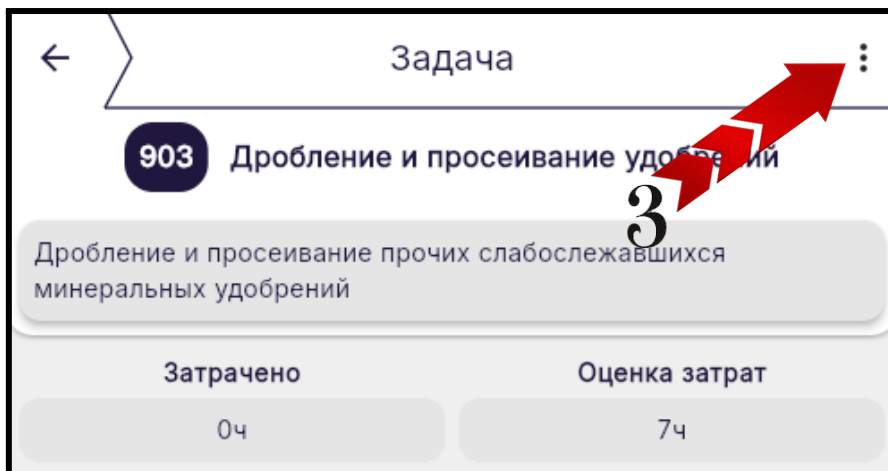 Задача
903 Дробление и просеивание удобрений
3
Дробление и просеивание прочих слабослежавшихся
минеральных удобрений
Затрачено Оценка затрат
0ч 7ч